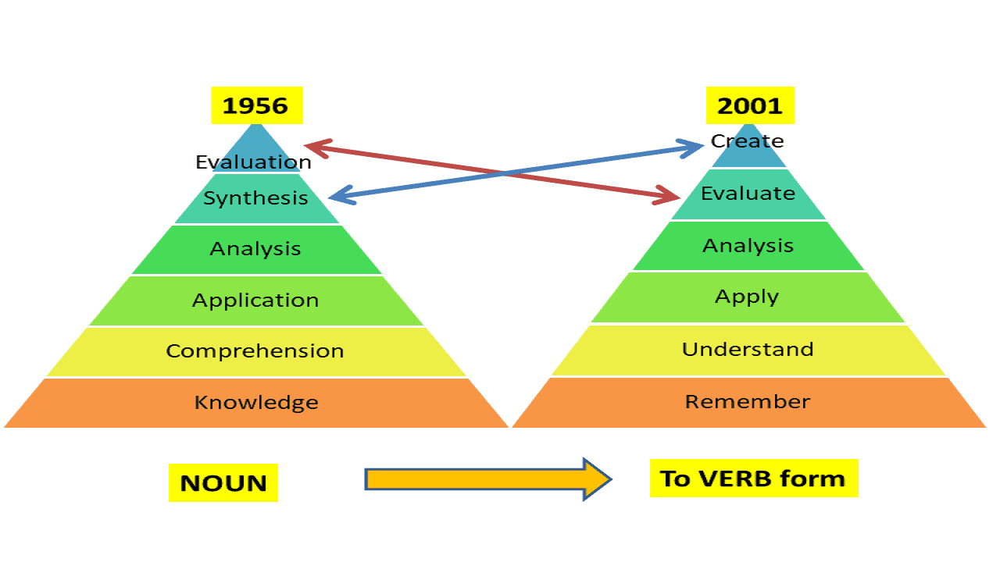 1956
Evaluation
Synthesis
Analysis
Application
Comprehension
Knowledge
NOUN
2001
Create
Evaluate
Analysis
Apply
Understand
Remember
To VERB form